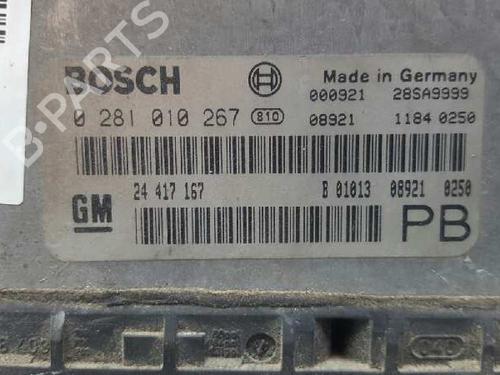 B-PARTS
BOSCH
Made in Germany
000921 28SA9999
0 281 010 267 810
08921 1184 0250
GM
24 417 167
B 01013 08921 0250
PB